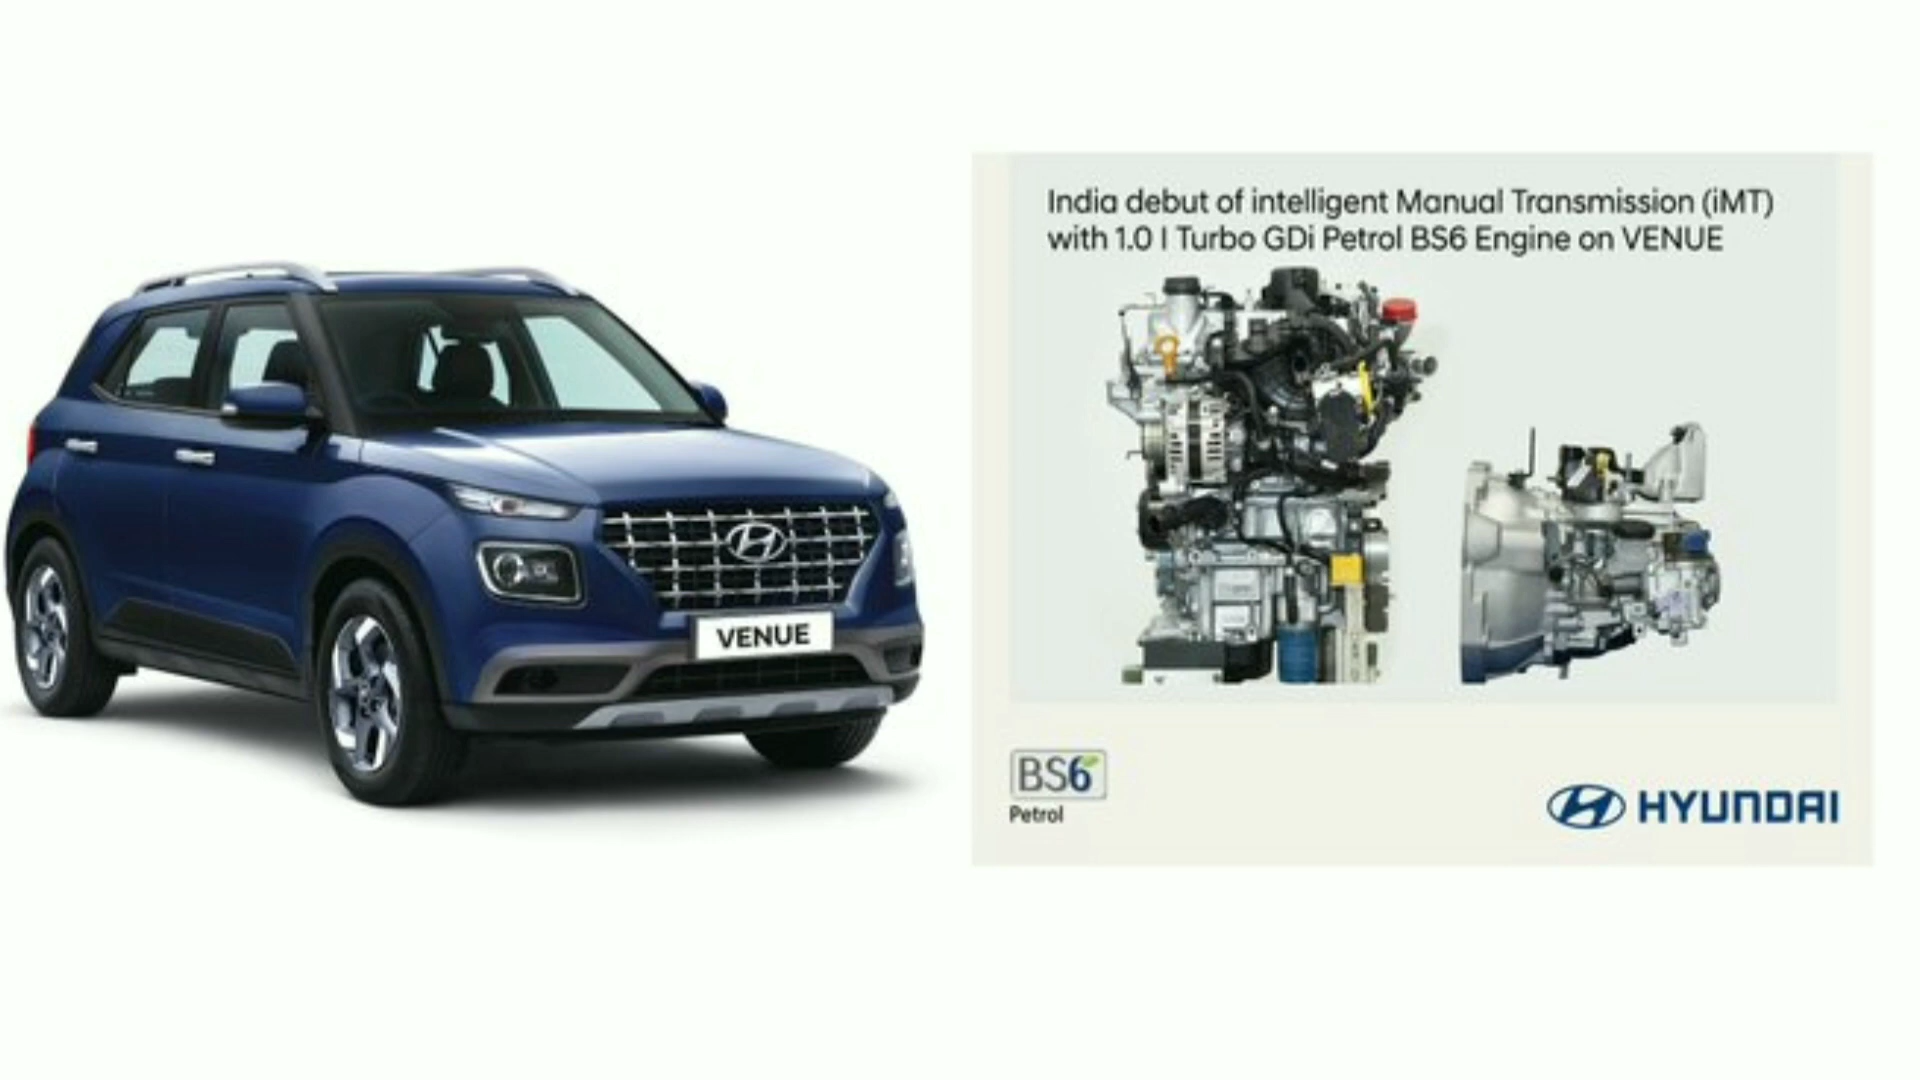 VENUE
India debut of intelligent Manual Transmission (iMT)
with 1.0 l Turbo GDi Petrol BS6 Engine on VENUE
BS6
Petrol
HYUNDAI